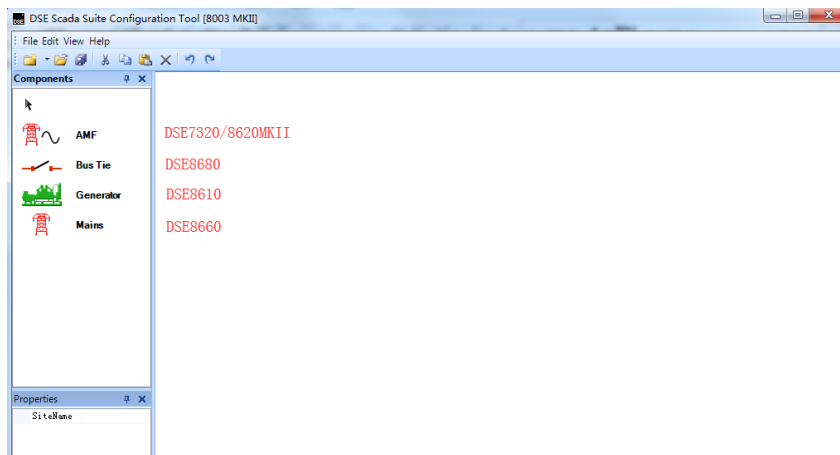 DSE DSE Scada Suite Configuration Tool [8003 MKII]
File Edit View Help
Components
AMF DSE7320/8620MKII
Bus Tie DSE8680
Generator DSE8610
Mains DSE8660
Properties
SiteName